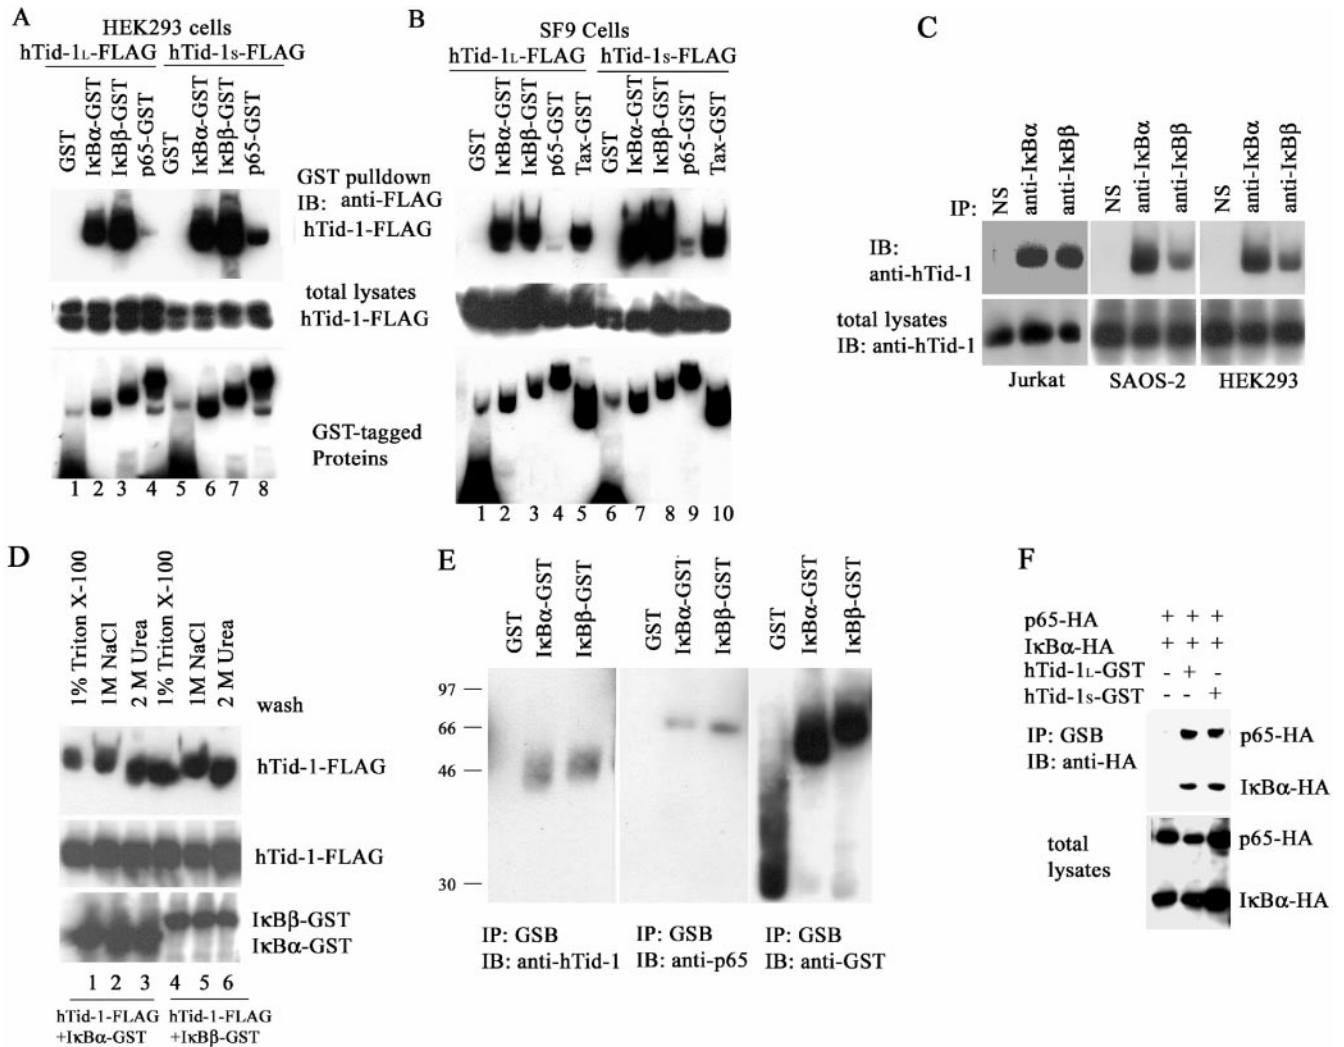 A
HEK293 cells
hTid-1L-FLAG hTid-1s-FLAG
GST
IκBα-GST
IκBβ-GST
p65-GST
GST
IκBα-GST
IκBβ-GST
p65-GST
GST pulldown
IB: anti-FLAG
hTid-1-FLAG
total lysates
hTid-1-FLAG
GST-tagged
Proteins
1 2 3 4 5 6 7 8
B
SF9 Cells
hTid-1L-FLAG hTid-1s-FLAG
GST
IκBα-GST
IκBβ-GST
p65-GST
Tax-GST
GST
IκBα-GST
IκBβ-GST
p65-GST
Tax-GST
1 2 3 4 5 6 7 8 9 10
C
IP:
NS
anti-IκBα
anti-IκBβ
NS
anti-IκBα
anti-IκBβ
NS
anti-IκBα
anti-IκBβ
IB:
anti-hTid-1
total lysates
IB: anti-hTid-1
Jurkat SAOS-2 HEK293
D
1% Triton X-100
1M NaCl
2 M Urea
1% Triton X-100
1M NaCl
2 M Urea
wash
hTid-1-FLAG
hTid-1-FLAG
IκBβ-GST
IκBα-GST
1 2 3 4 5 6
hTid-1-FLAG hTid-1-FLAG
+IκBα-GST +IκBβ-GST
E
GST
IκBα-GST
IκBβ-GST
GST
IκBα-GST
IκBβ-GST
GST
IκBα-GST
IκBβ-GST
97
66
46
30
IP: GSB IP: GSB IP: GSB
IB: anti-hTid-1 IB: anti-p65 IB: anti-GST
F
p65-HA + + +
IκBα-HA + + +
hTid-1L-GST - + -
hTid-1s-GST - - +
IP: GSB
IB: anti-HA
p65-HA
IκBα-HA
total
lysates
p65-HA
IκBα-HA